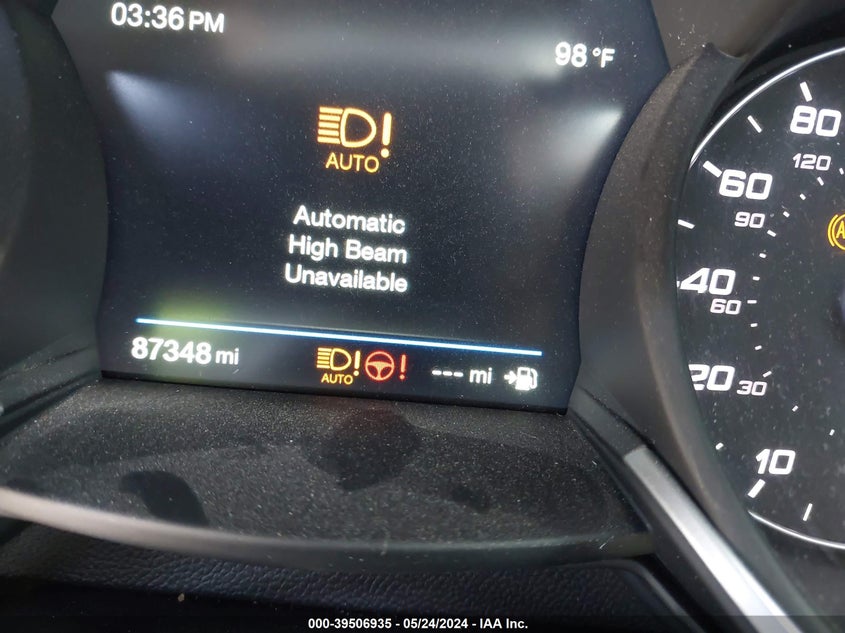 03:36 PM
98 °F
AUTO
Automatic
High Beam
Unavailable
87348 mi
AUTO
--- mi
80
120
60
90
40
60
20
30
10
000-39506935 - 05/24/2024 - IAA Inc.